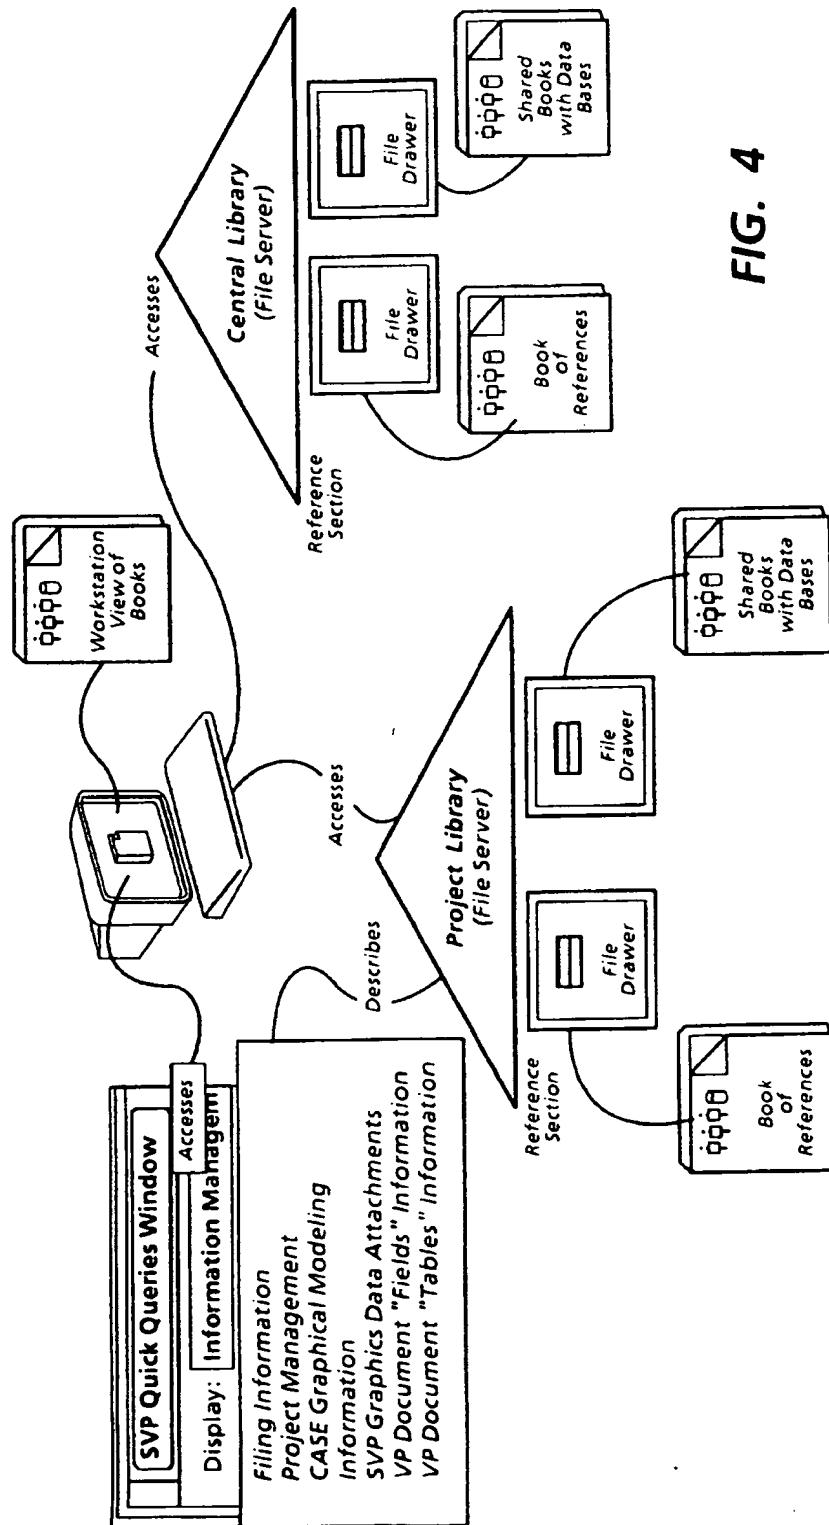 SVP Quick Queries Window
Display: Information Managem
Accesses
Filing Information
Project Management
CASE Graphical Modeling
Information
SVP Graphics Data Attachments
VP Document "Fields" Information
VP Document "Tables" Information
Describes
Workstation
View of
Books
Accesses
Accesses
Project Library
(File Server)
Reference
Section
File
Drawer
File
Drawer
Book
of
References
Shared
Books
with Data
Bases
Central Library
(File Server)
Reference
Section
File
Drawer
File
Drawer
Book
of
References
Shared
Books
with Data
Bases
FIG. 4